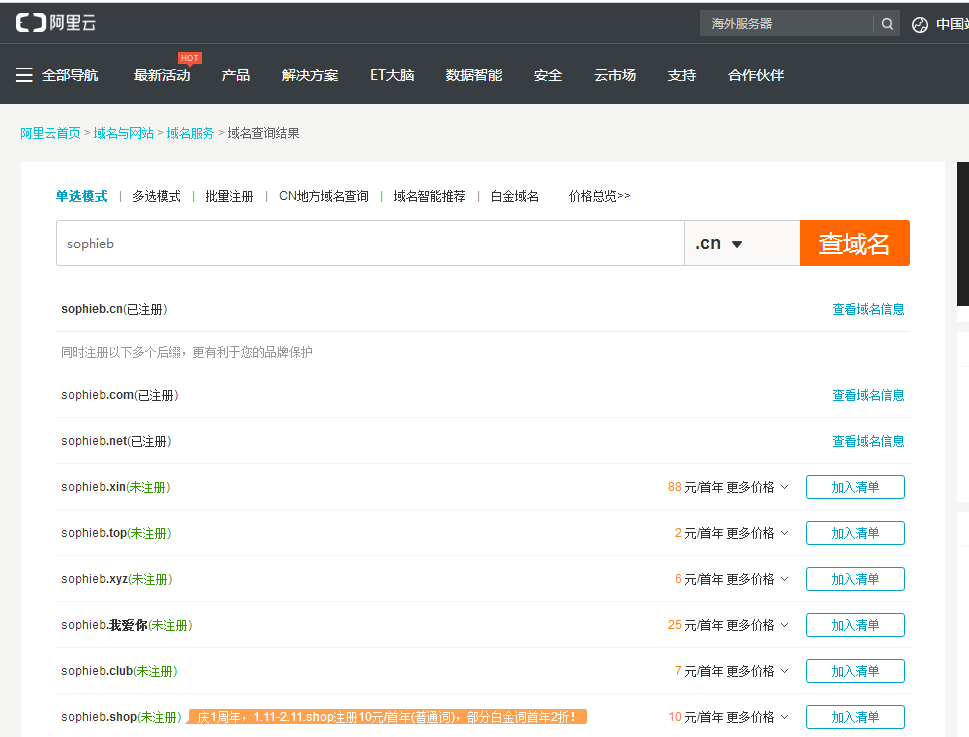 阿里云
海外服务器
中国站
HOT
全部导航 最新活动 产品 解决方案 ET大脑 数据智能 安全 云市场 支持 合作伙伴
阿里云首页 > 域名与网站 > 域名服务 > 域名查询结果
单选模式 | 多选模式 | 批量注册 | CN地方域名查询 | 域名智能推荐 | 白金域名 价格总览>>
sophieb .cn 查域名
sophieb.cn(已注册) 查看域名信息
同时注册以下多个后缀，更有利于您的品牌保护
sophieb.com(已注册) 查看域名信息
sophieb.net(已注册) 查看域名信息
sophieb.xin(未注册) 88 元/首年 更多价格 加入清单
sophieb.top(未注册) 2 元/首年 更多价格 加入清单
sophieb.xyz(未注册) 6 元/首年 更多价格 加入清单
sophieb.我爱你(未注册) 25 元/首年 更多价格 加入清单
sophieb.club(未注册) 7 元/首年 更多价格 加入清单
sophieb.shop(未注册) 庆1周年，1.11-2.11.shop注册10元/首年(普通词)，部分白金词首年2折！ 10 元/首年 更多价格 加入清单